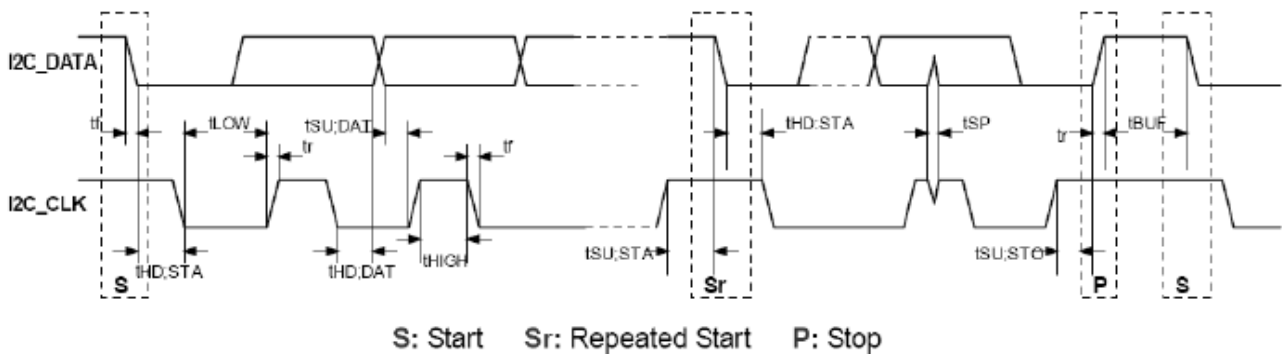 I2C_DATA
tf
tLOW
tSU;DAT
tr
tf
tHD;STA
tSP
tr
tBUF
I2C_CLK
tHD;STA
tHD;DAT
tHIGH
tSU;STA
tSU;STO
S
Sr
P
S
S: Start Sr: Repeated Start P: Stop